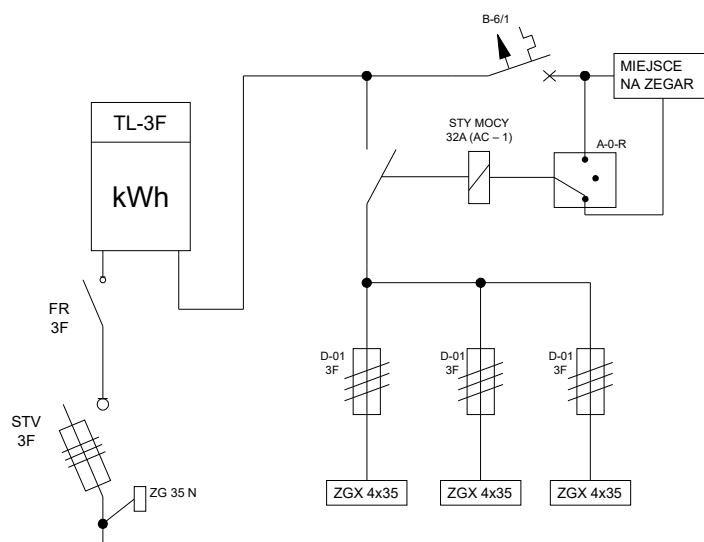 B-6/1
MIEJSCE
NA ZEGAR
TL-3F
kWh
STY MOCY
32A (AC – 1)
A-0-R
FR
3F
D-01
3F
D-01
3F
D-01
3F
STV
3F
ZG 35 N
ZGX 4x35
ZGX 4x35
ZGX 4x35